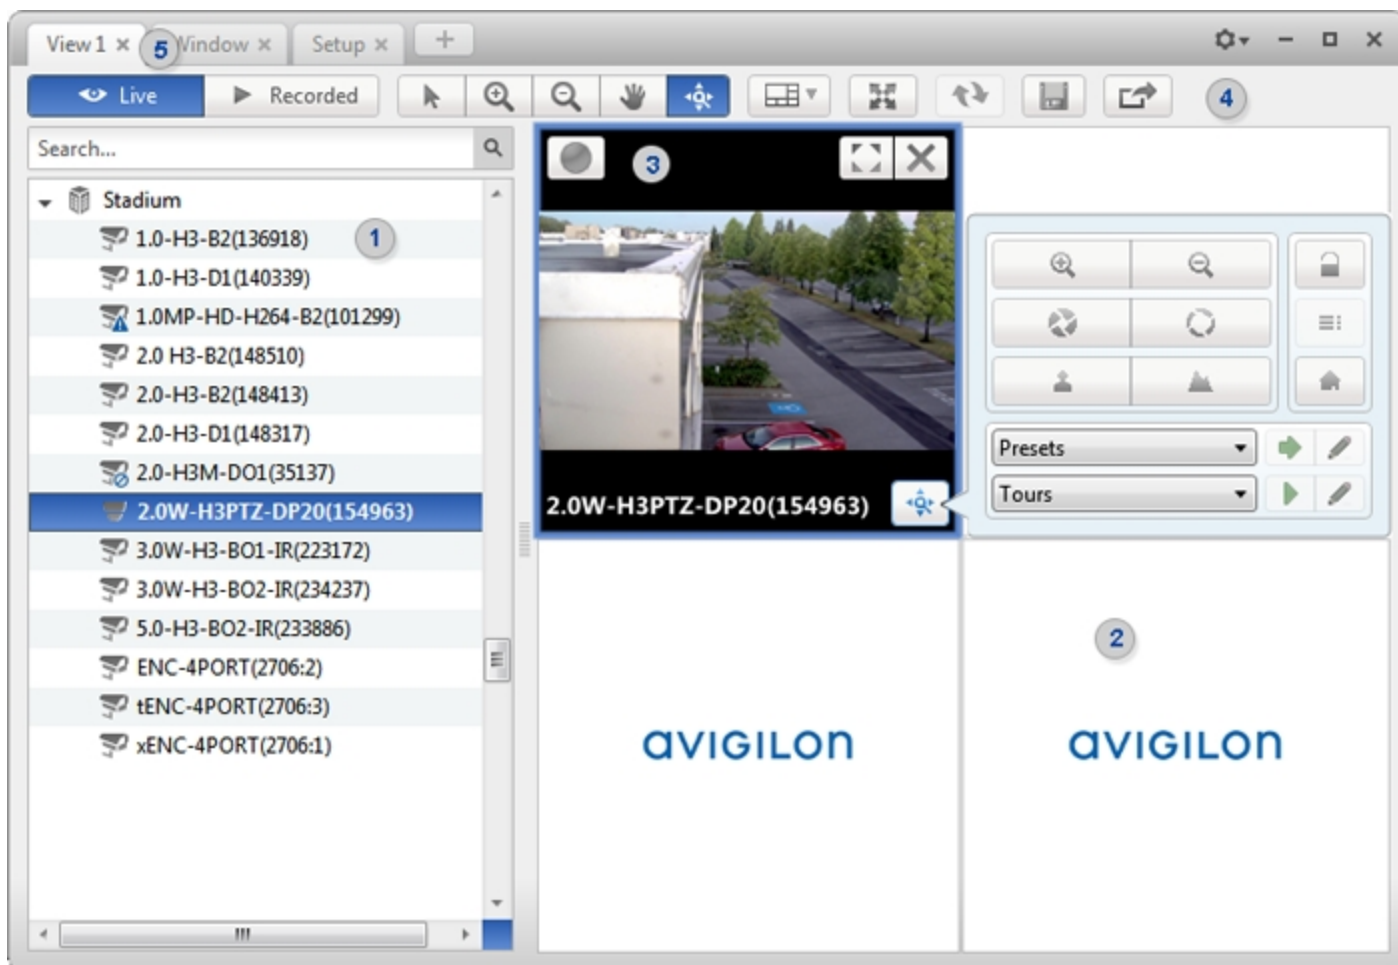 View 1
5
Window
Setup
Live
Recorded
4
Search...
3
Stadium
1.0-H3-B2(136918)
1
1.0-H3-D1(140339)
1.0MP-HD-H264-B2(101299)
2.0 H3-B2(148510)
2.0-H3-B2(148413)
2.0-H3-D1(148317)
2.0-H3M-DO1(35137)
2.0W-H3PTZ-DP20(154963)
3.0W-H3-BO1-IR(223172)
3.0W-H3-BO2-IR(234237)
5.0-H3-BO2-IR(233886)
ENC-4PORT(2706:2)
tENC-4PORT(2706:3)
xENC-4PORT(2706:1)
2.0W-H3PTZ-DP20(154963)
Presets
Tours
2
avigilon
avigilon